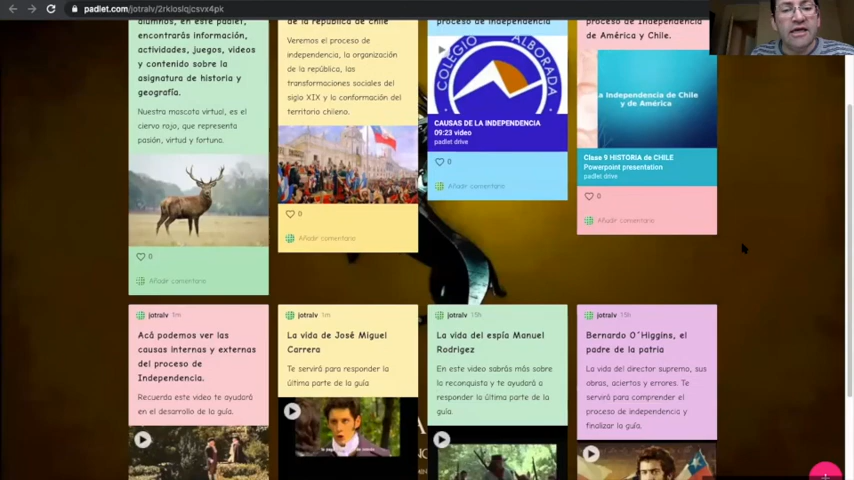 padlet.com/jotralv/2rkloslqjcsvx4pk
alumnos, en este padlet,
encontrarás información,
actividades, juegos, videos
y contenido sobre la
asignatura de historia y
geografía.
Nuestra mascota virtual, es el
ciervo rojo, que representa
pasión, virtud y fortuna.
0
Añadir comentario
de la república de Chile
Veremos el proceso de
independencia, la organización
de la república, las
transformaciones sociales del
siglo XIX y la conformación del
territorio chileno.
0
Añadir comentario
proceso de Independencia
COLEGIO ALBORADA
CAUSAS DE LA INDEPENDENCIA
09:23 video
padlet drive
0
Añadir comentario
proceso de Independencia
de América y Chile.
la Independencia de Chile
y de América
Clase 9 HISTORIA de CHILE
Powerpoint presentation
padlet drive
0
Añadir comentario
jotralv 1m
Acá podemos ver las
causas internas y externas
del proceso de
Independencia.
Recuerda este video te ayudará
en el desarrollo de la guía.
jotralv 1m
La vida de José Miguel
Carrera
Te servirá para responder la
última parte de la guía
jotralv 15h
La vida del espía Manuel
Rodrigez
En este video sabrás más sobre
la reconquista y te ayudará a
responder la última parte de la
guía.
jotralv 15h
Bernardo O´Higgins, el
padre de la patria
La vida del director supremo, sus
obras, aciertos y errores. Te
servirá para comprender el
proceso de independencia y
finalizar la guía.